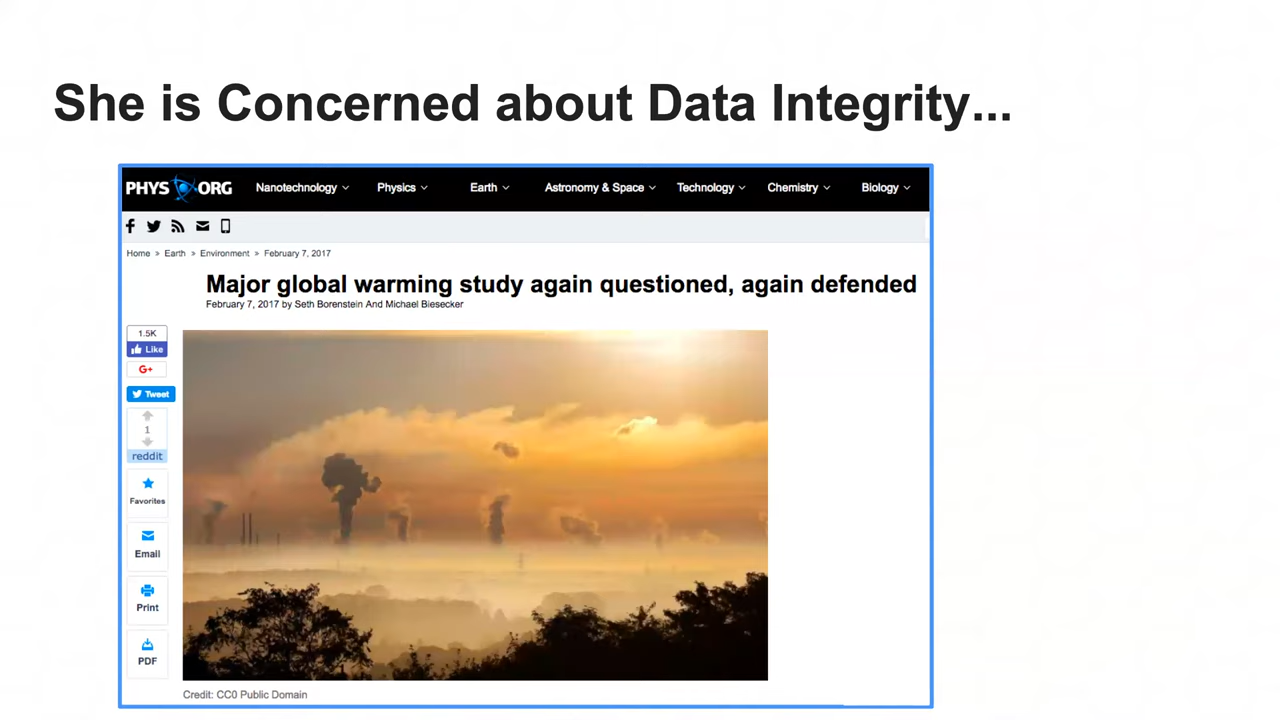 She is Concerned about Data Integrity...
PHYS ORG Nanotechnology Physics Earth Astronomy & Space Technology Chemistry Biology
Home » Earth » Environment » February 7, 2017
Major global warming study again questioned, again defended
February 7, 2017 by Seth Borenstein And Michael Biesecker
1.5K
Like
G+
Tweet
1
reddit
Favorites
Email
Print
PDF
Credit: CC0 Public Domain